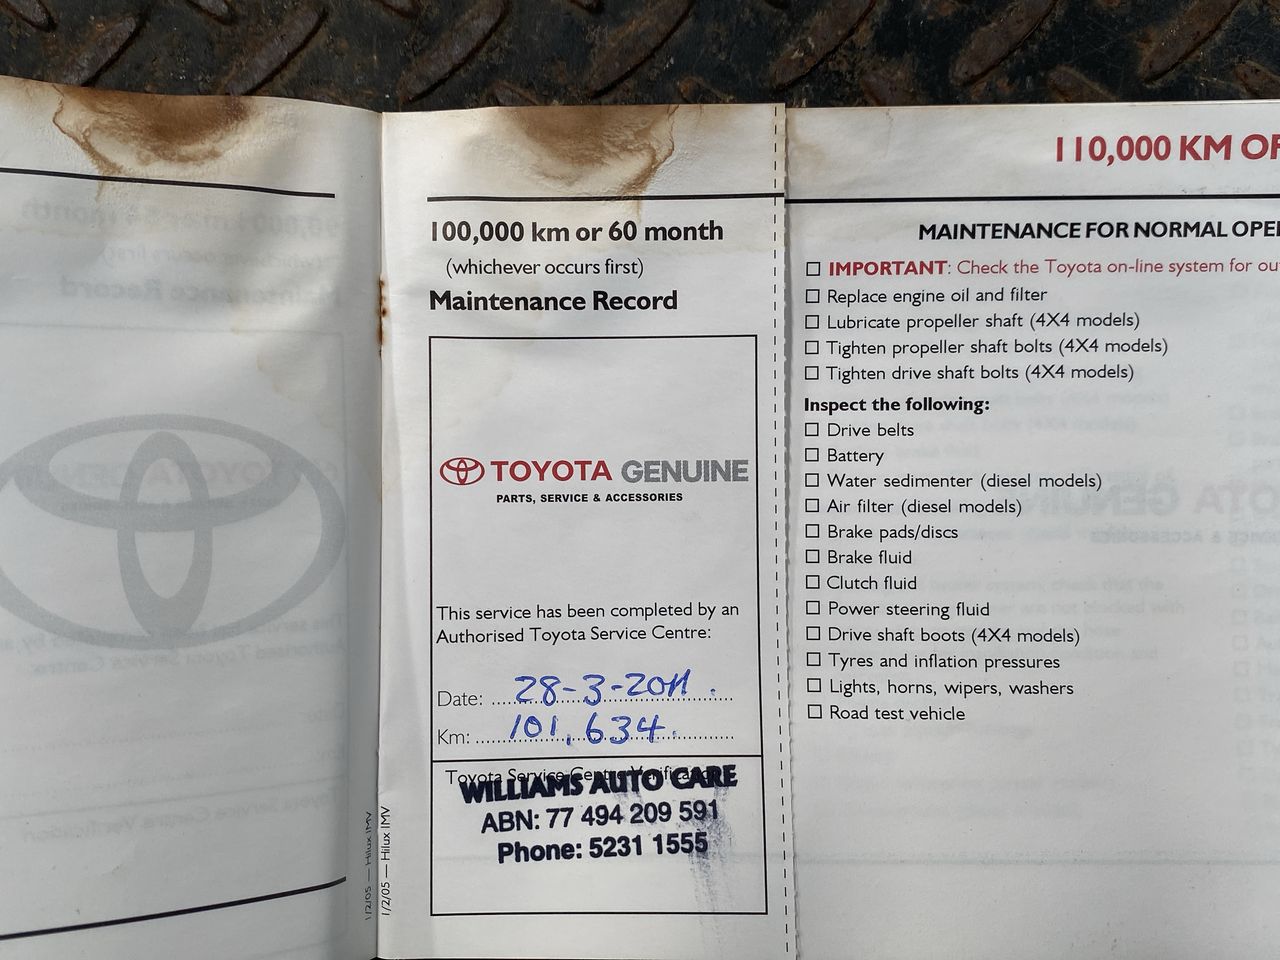 100,000 km or 60 month
(whichever occurs first)
Maintenance Record
TOYOTA GENUINE
PARTS, SERVICE & ACCESSORIES
This service has been completed by an
Authorised Toyota Service Centre:
Date: 28-3-2011.
Km: 101,634.
Toyota Service Centre Verification
WILLIAMS AUTO CARE
ABN: 77 494 209 591
Phone: 5231 1555
1/2/05 — Hilux IMV
1/2/05 — Hilux IMV
110,000 KM OR
MAINTENANCE FOR NORMAL OPE
IMPORTANT: Check the Toyota on-line system for ou
Replace engine oil and filter
Lubricate propeller shaft (4X4 models)
Tighten propeller shaft bolts (4X4 models)
Tighten drive shaft bolts (4X4 models)
Inspect the following:
Drive belts
Battery
Water sedimenter (diesel models)
Air filter (diesel models)
Brake pads/discs
Brake fluid
Clutch fluid
Power steering fluid
Drive shaft boots (4X4 models)
Tyres and inflation pressures
Lights, horns, wipers, washers
Road test vehicle